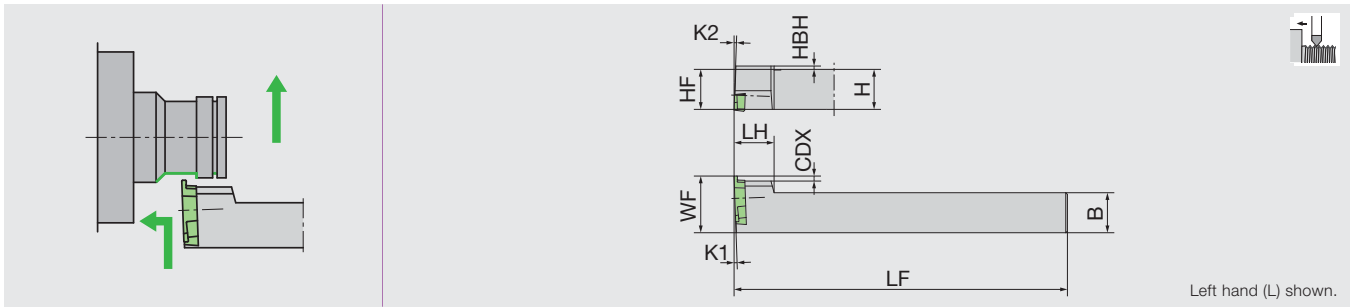 K2
HBH
HF
H
LH
CDX
WF
B
K1
LF
Left hand (L) shown.